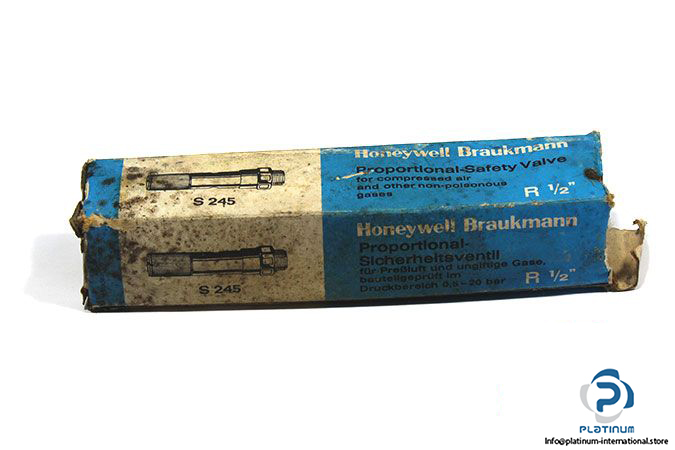 Honeywell Braukmann
Proportional-Safety Valve
for compressed air
and other non-poisonous
gases
R 1/2"
S 245
Honeywell Braukmann
Proportional-
Sicherheitsventil
für Preßluft und ungiftige Gase,
bauteilgeprüft im
Druckbereich 0,5–20 bar
R 1/2"
S 245
P
PLATINUM
Info@platinum-international.store